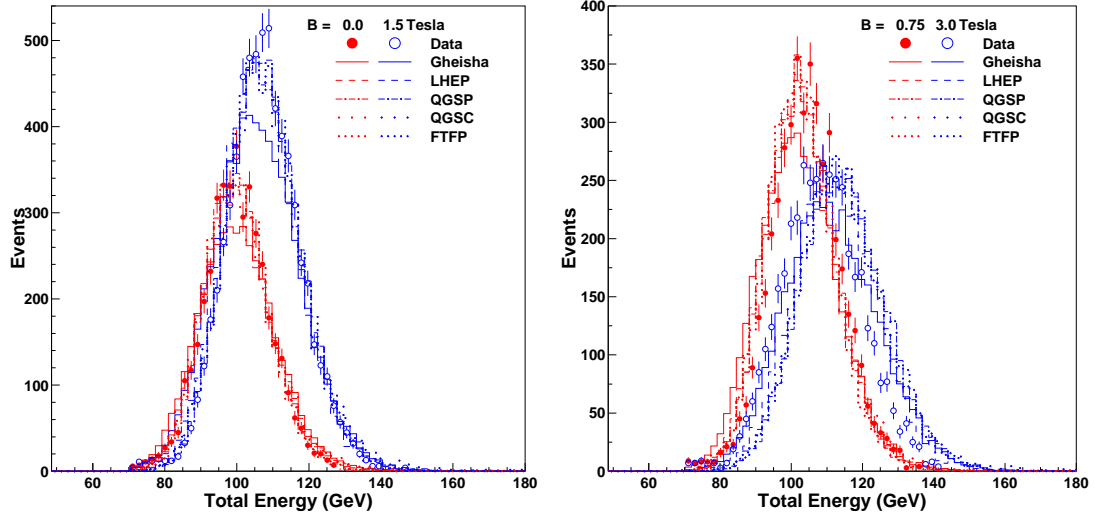 B = 0.0 1.5 Tesla
Data
Gheisha
LHEP
QGSP
QGSC
FTFP
Events
500
400
300
200
100
0
60 80 100 120 140 160 180
Total Energy (GeV)
B = 0.75 3.0 Tesla
Data
Gheisha
LHEP
QGSP
QGSC
FTFP
Events
400
350
300
250
200
150
100
50
0
60 80 100 120 140 160 180
Total Energy (GeV)